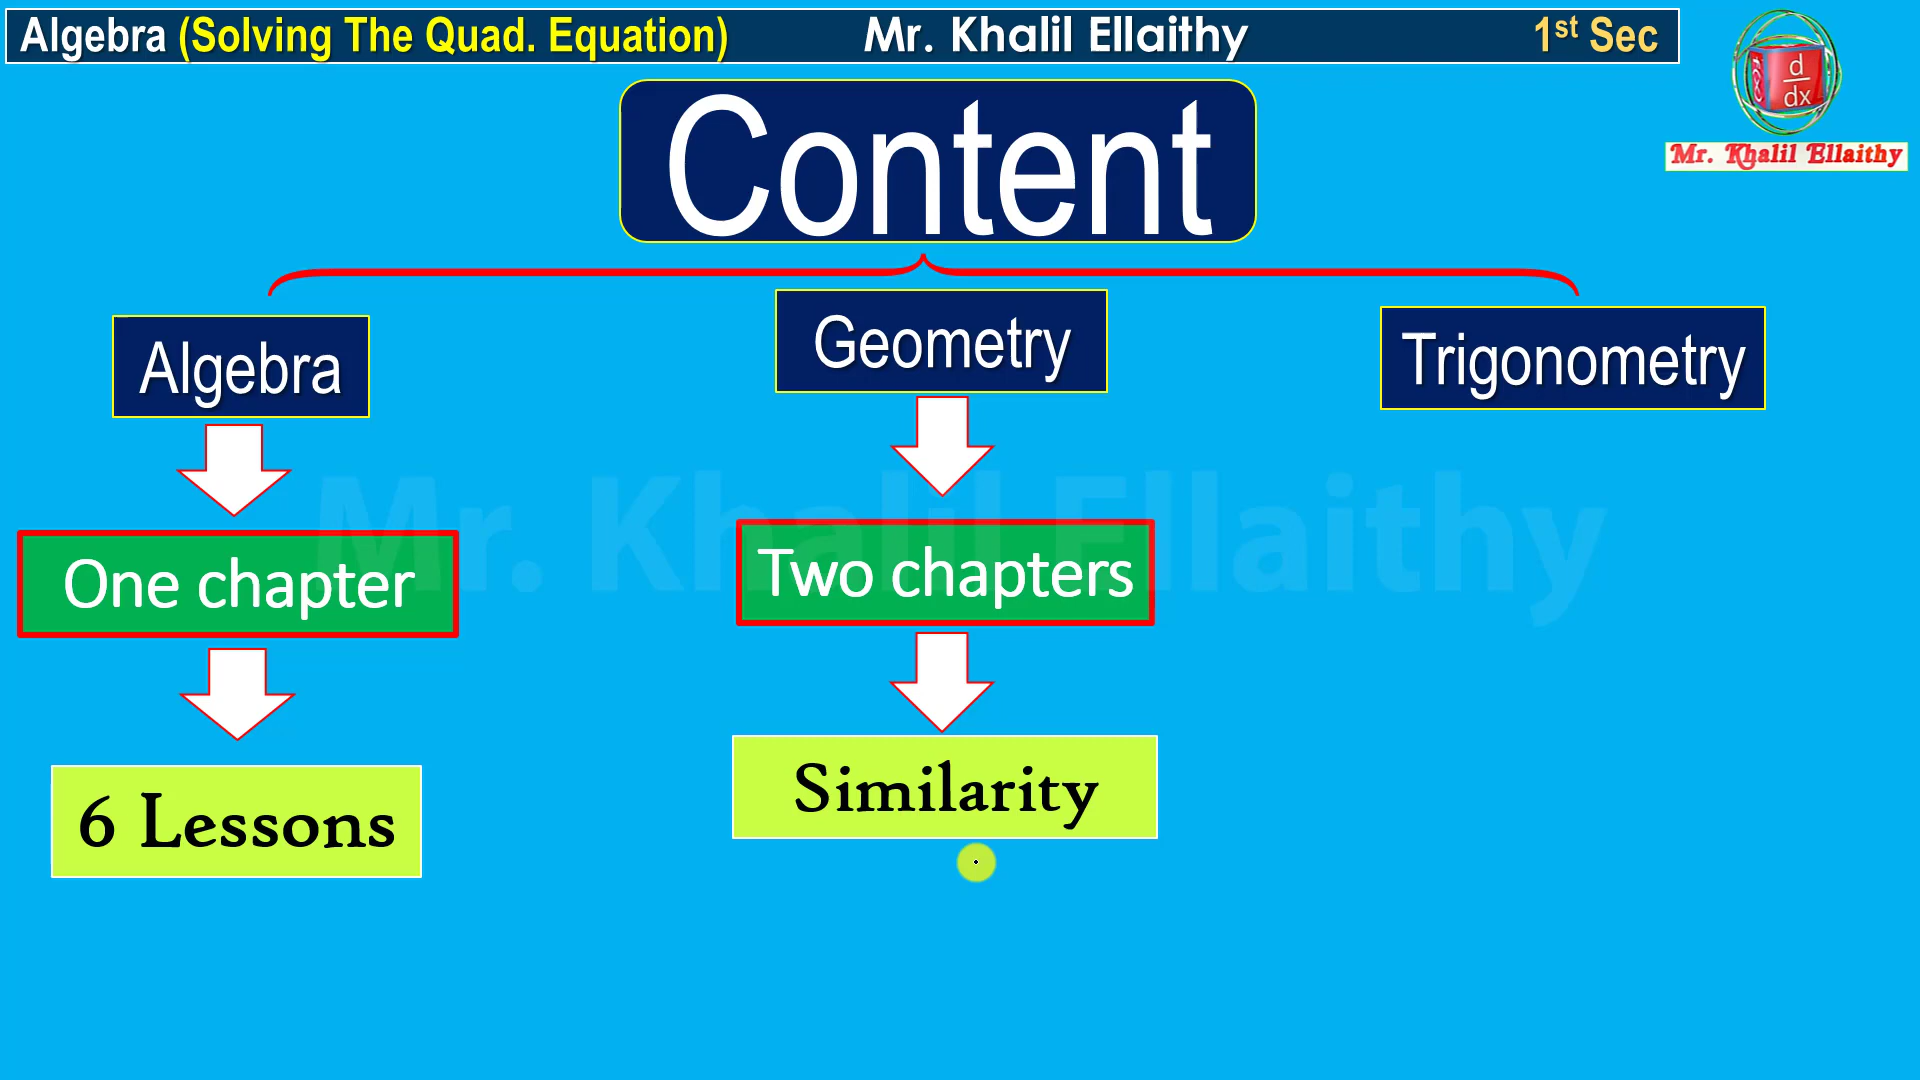 Algebra (Solving The Quad. Equation) Mr. Khalil Ellaithy 1st Sec
d
dx
Mr. Khalil Ellaithy
Content
Algebra
Geometry
Trigonometry
Mr. Khalil Ellaithy
One chapter
Two chapters
6 Lessons
Similarity